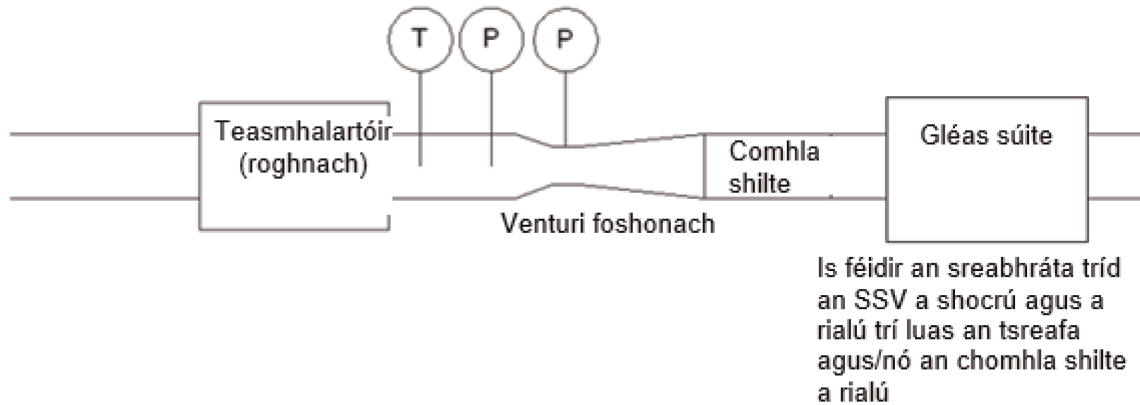 T P P
Teasmhalartóir
(roghnach)
Gléas súite
Comhla
shilte
Venturi foshonach
Is féidir an sreabhráta tríd
an SSV a shocrú agus a
rialú trí luas an tsreafa
agus/nó an chomhla shilte
a rialú